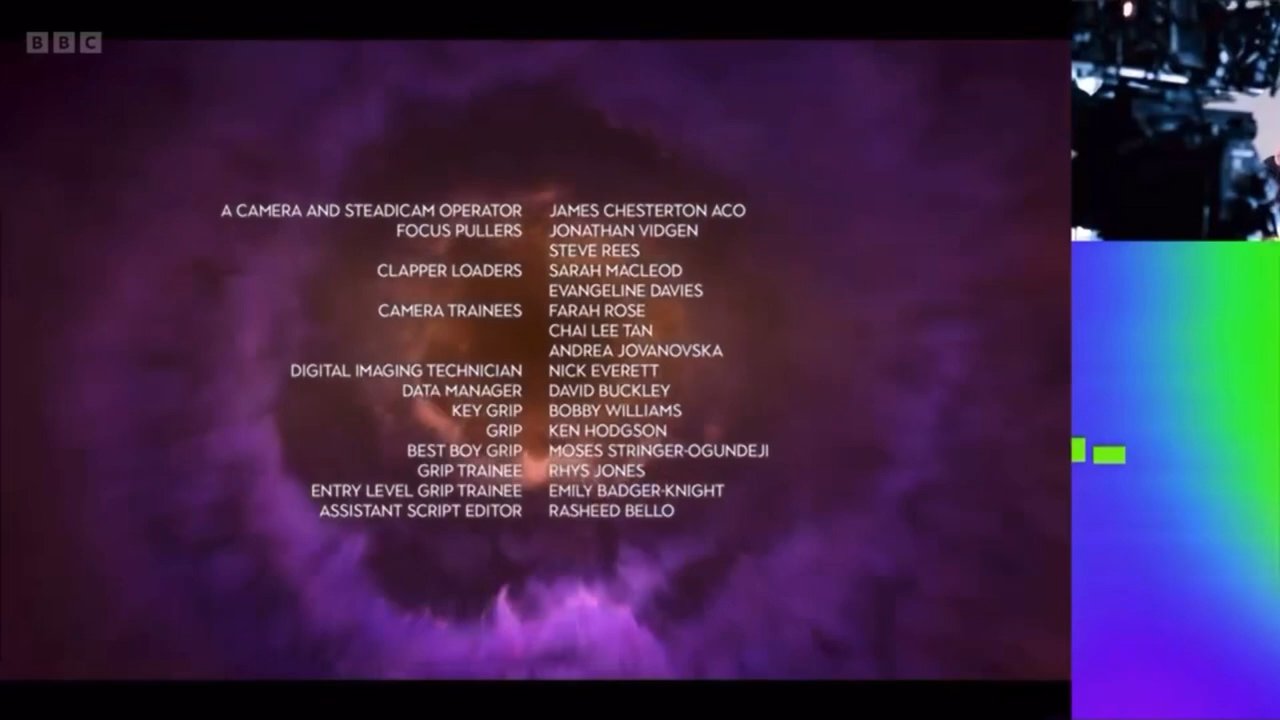 BBC
A CAMERA AND STEADICAM OPERATOR JAMES CHESTERTON ACO
FOCUS PULLERS JONATHAN VIDGEN
STEVE REES
CLAPPER LOADERS SARAH MACLEOD
EVANGELINE DAVIES
CAMERA TRAINEES FARAH ROSE
CHAI LEE TAN
ANDREA JOVANOVSKA
DIGITAL IMAGING TECHNICIAN NICK EVERETT
DATA MANAGER DAVID BUCKLEY
KEY GRIP BOBBY WILLIAMS
GRIP KEN HODGSON
BEST BOY GRIP MOSES STRINGER-OGUNDEJI
GRIP TRAINEE RHYS JONES
ENTRY LEVEL GRIP TRAINEE EMILY BADGER-KNIGHT
ASSISTANT SCRIPT EDITOR RASHEED BELLO